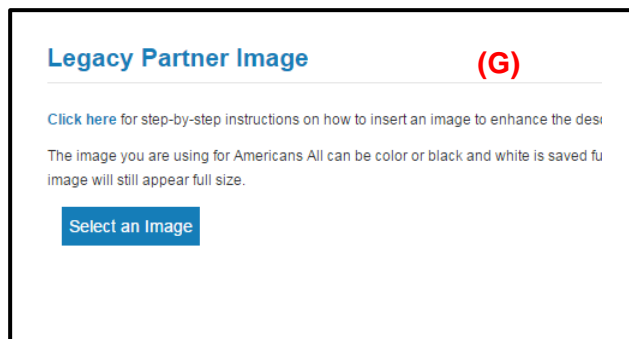 Legacy Partner Image (G)
Click here for step-by-step instructions on how to insert an image to enhance the
The image you are using for Americans All can be color or black and white is saved
image will still appear full size.
Select an Image